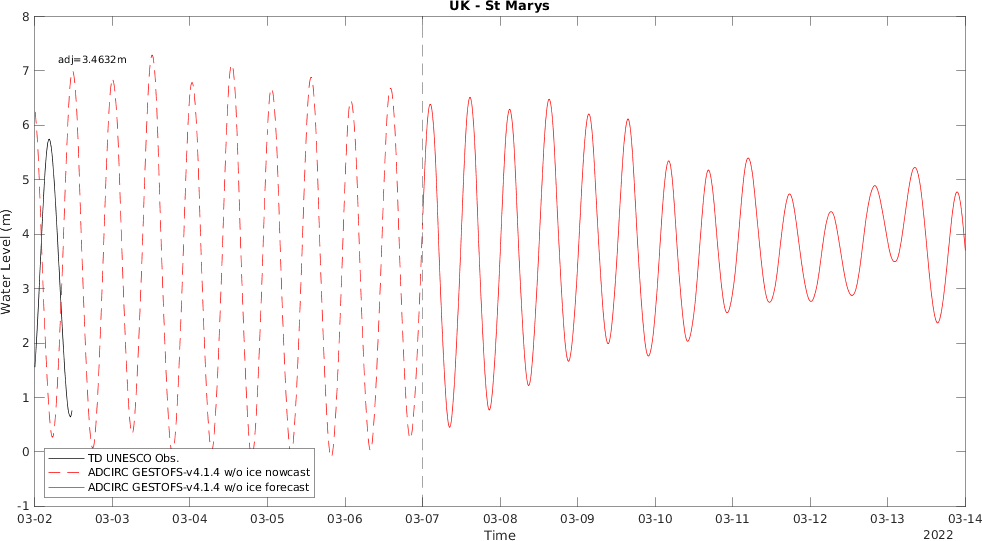 UK - St Marys
adj=3.4632m
Water Level (m)
8
7
6
5
4
3
2
1
0
-1
TD UNESCO Obs.
ADCIRC GESTOFS-v4.1.4 w/o ice nowcast
ADCIRC GESTOFS-v4.1.4 w/o ice forecast
03-02 03-03 03-04 03-05 03-06 03-07 03-08 03-09 03-10 03-11 03-12 03-13 03-14
Time
2022